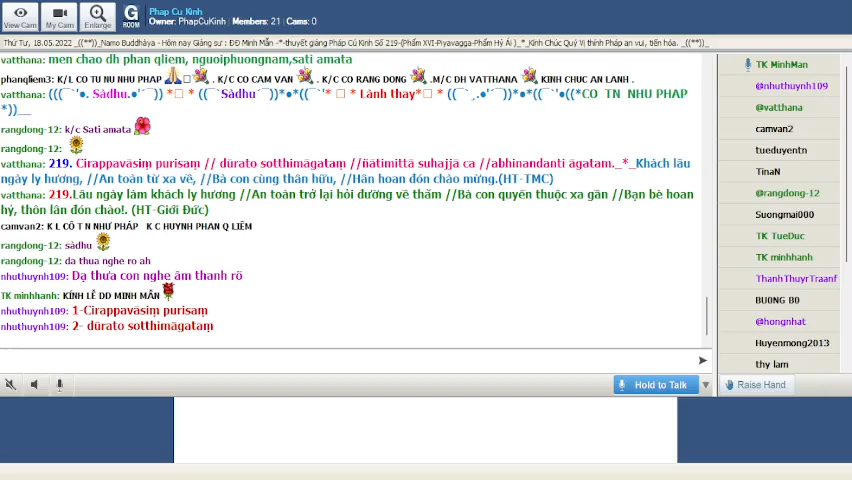 View Cam
My Cam
Enlarge
G
ROOM
Phap Cu Kinh
Owner: PhapCuKinh | Members: 21 | Cams: 0
Thứ Tư, 18.05.2022 _((**))_Namo Buddhàya - Hôm nay Giảng sư : ĐĐ Minh Mẫn -*-thuyết giảng Pháp Cú Kinh Số 219-(Phẩm XVI-Piyavagga-Phẩm Hỷ Ái )_*_Kính Chúc Quý Vị thính Pháp an vui, tiến hóa. _((**))_
vatthana: men chao dh phan qliem, nguoiphuongnam,sati amata
phanqliem3: K/L CO TU NU NHU PHAP . K/C CO CAM VAN . K/C CO RANG DONG .M/C DH VATTHANA KINH CHUC AN LANH .
vatthana: (((¯`'•. Sàdhu.•'´¯)) *□ * ((¯`Sàdhu´¯))*•*((¯`'* □ * Lành thay*□ * ((¯`¸.•'´¯))*•*((¯`'•((*CO TN NHU PHAP
*))__
rangdong-12: k/c Sati amata
rangdong-12:
vatthana: 219. Cirappavāsiṃ purisaṃ // dūrato sotthimāgataṃ //ñātimittā suhajjā ca //abhinandanti āgatam._*_Khách lâu
ngày ly hương, //An toàn từ xa về, //Bà con cùng thân hữu, //Hân hoan đón chào mừng.(HT-TMC)
vatthana: 219.Lâu ngày làm khách ly hương //An toàn trở lại hỏi đường về thăm //Bà con quyến thuộc xa gần //Bạn bè hoan
hỷ, thôn lân đón chào!. (HT-Giới Đức)
camvan2: K L CÔ T N NHƯ PHÁP K C HUYNH PHAN Q LIÊM
rangdong-12: sàdhu
rangdong-12: da thưa nghe ro ah
nhuthuynh109: Dạ thưa con nghe âm thanh rõ
TK minhhanh: KÍNH LỄ DD MINH MẪN
nhuthuynh109: 1-Cirappavāsiṃ purisaṃ
nhuthuynh109: 2- dūrato sotthimāgataṃ
Hold to Talk
TK MinhMan
@nhuthuynh109
@vatthana
camvan2
tueduyentn
TinaN
@rangdong-12
Suongmai000
TK TueDuc
TK minhhanh
ThanhThuyrTraanf
BU0NG B0
@hongnhat
Huyenmong2013
thy lam
Raise Hand